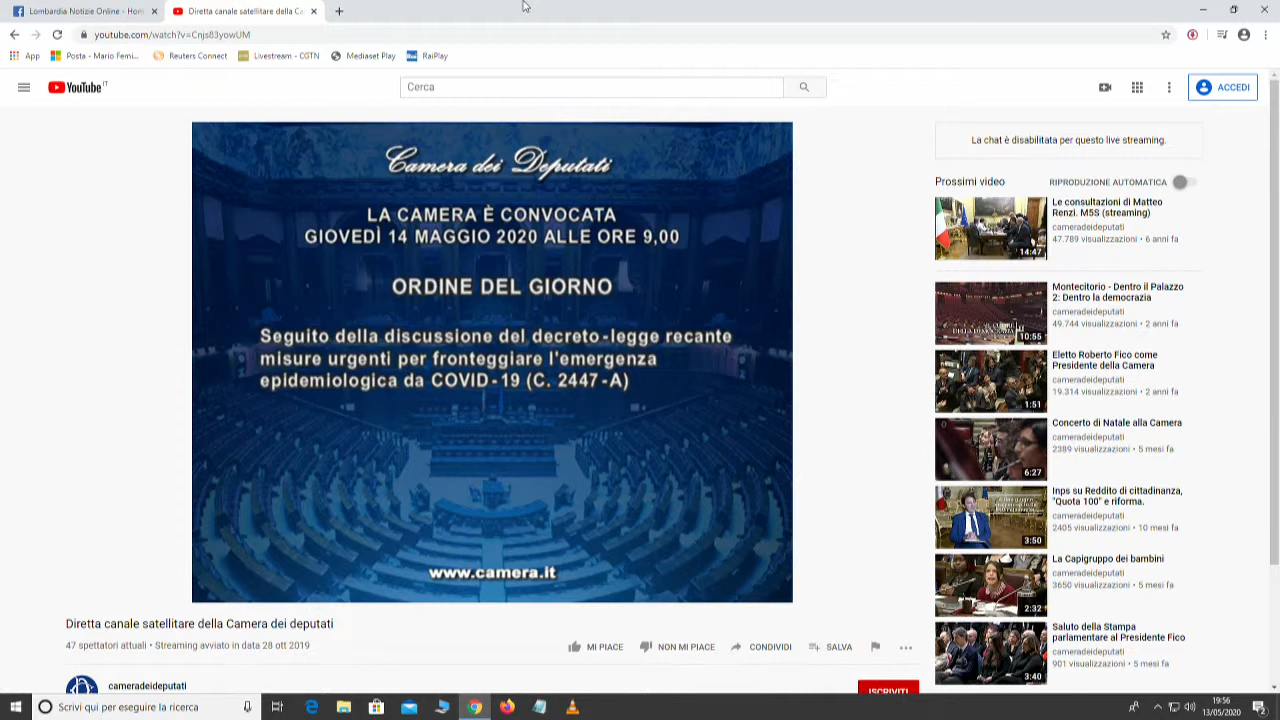 Lombardia Notizie Online - Hom
Diretta canale satellitare della Ca
youtube.com/watch?v=Cnjs83yowUM
App
Posta - Mario Femi...
Reuters Connect
Livestream - CGTN
Mediaset Play
RaiPlay
YouTube IT
Cerca
ACCEDI
Camera dei Deputati
LA CAMERA È CONVOCATA
GIOVEDÌ 14 MAGGIO 2020 ALLE ORE 9,00
ORDINE DEL GIORNO
Seguito della discussione del decreto-legge recante
misure urgenti per fronteggiare l'emergenza
epidemiologica da COVID-19 (C. 2447-A)
www.camera.it
Diretta canale satellitare della Camera dei deputati
47 spettatori attuali • Streaming avviato in data 28 ott 2019
MI PIACE
NON MI PIACE
CONDIVIDI
SALVA
cameradeideputati
ISCRIVITI
La chat è disabilitata per questo live streaming.
Prossimi video
RIPRODUZIONE AUTOMATICA
14:47
Le consultazioni di Matteo
Renzi. M5S (streaming)
cameradeideputati
47.789 visualizzazioni • 6 anni fa
10:55
Montecitorio - Dentro il Palazzo
2: Dentro la democrazia
cameradeideputati
49.744 visualizzazioni • 2 anni fa
1:51
Eletto Roberto Fico come
Presidente della Camera
cameradeideputati
19.314 visualizzazioni • 2 anni fa
6:27
Concerto di Natale alla Camera
cameradeideputati
2389 visualizzazioni • 5 mesi fa
3:50
Inps su Reddito di cittadinanza,
"Quota 100" e riforma.
cameradeideputati
2405 visualizzazioni • 10 mesi fa
2:32
La Capigruppo dei bambini
cameradeideputati
3650 visualizzazioni • 5 mesi fa
3:40
Saluto della Stampa
parlamentare al Presidente Fico
cameradeideputati
901 visualizzazioni • 5 mesi fa
Scrivi qui per eseguire la ricerca
19:56
13/05/2020
2